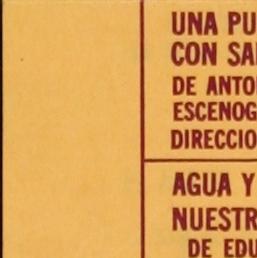 UNA PU
CON SA
DE ANTO
ESCENOG
DIRECCIO
AGUA Y
NUESTR
DE EDU